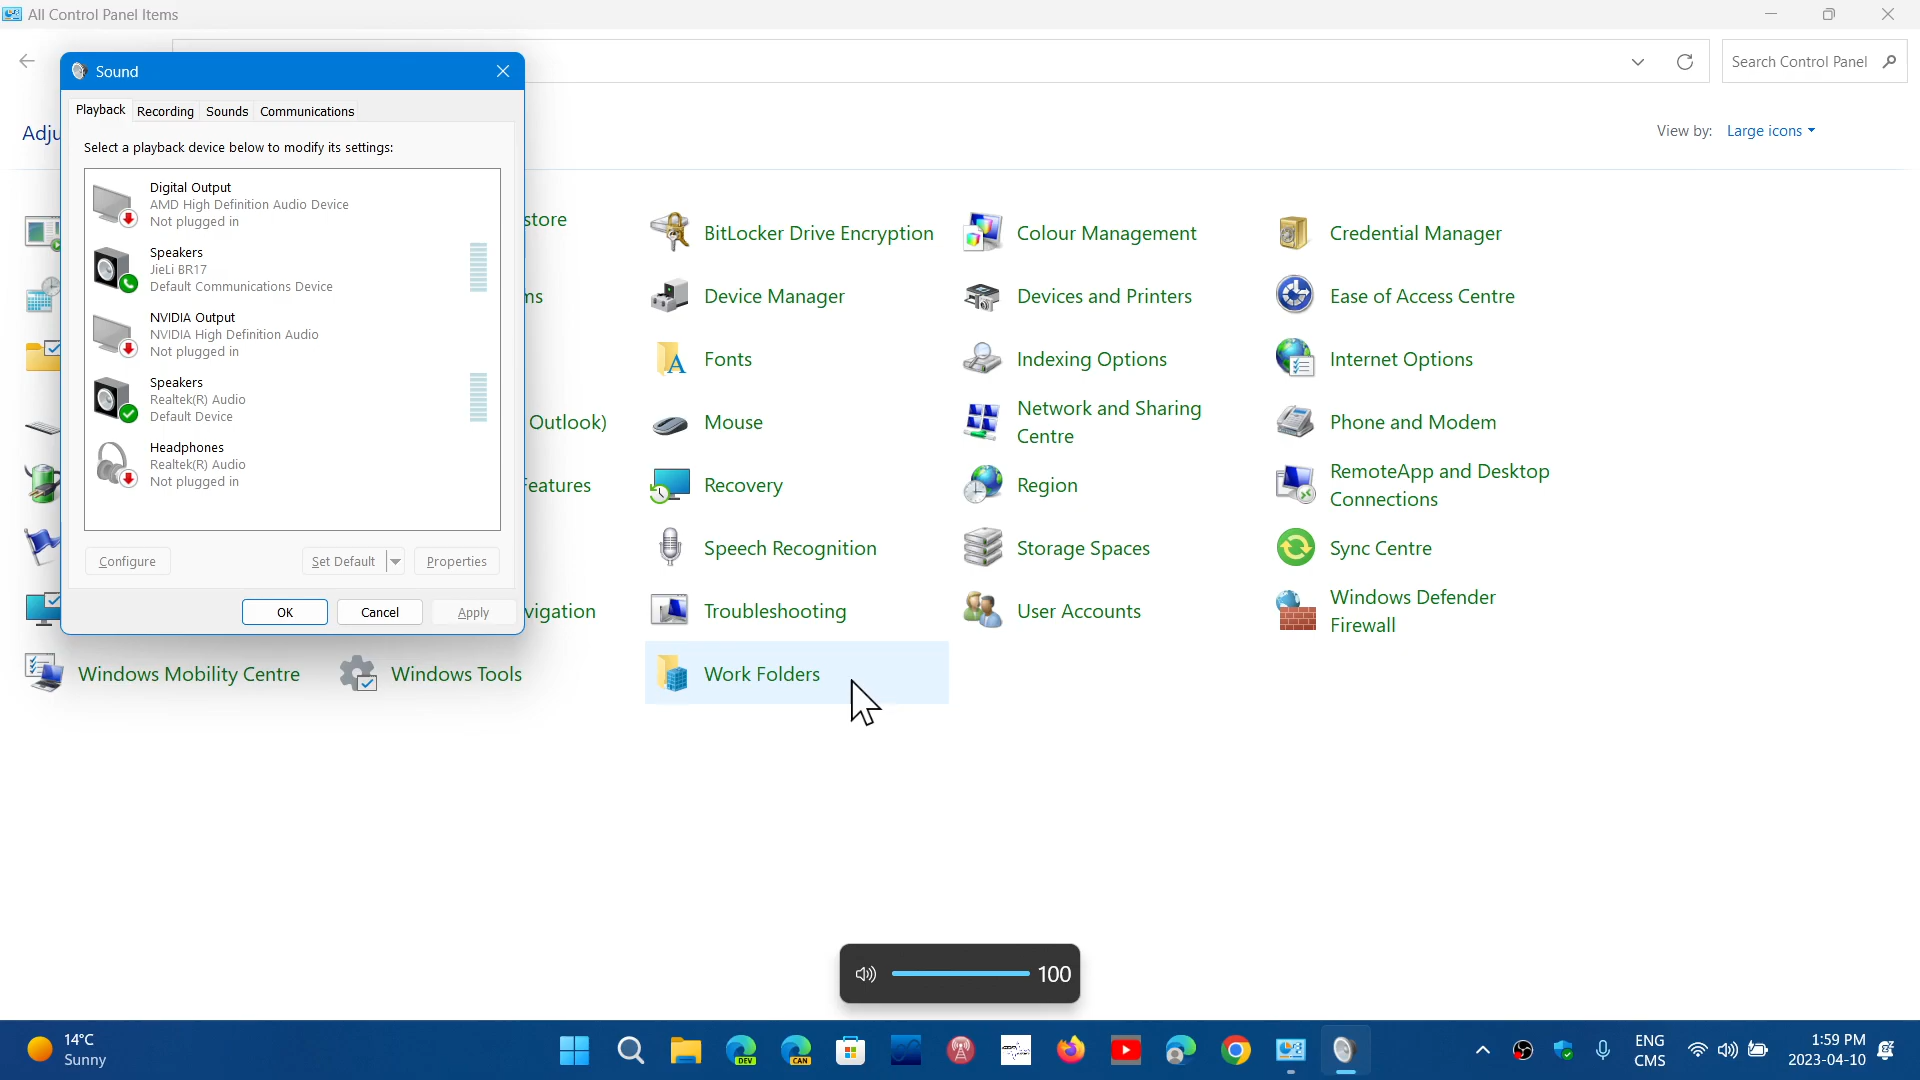 All Control Panel Items
Search Control Panel
Sound
Playback Recording Sounds Communications
Select a playback device below to modify its settings:
Digital Output
AMD High Definition Audio Device
Not plugged in
Speakers
JieLi BR17
Default Communications Device
NVIDIA Output
NVIDIA High Definition Audio
Not plugged in
Speakers
Realtek(R) Audio
Default Device
Headphones
Realtek(R) Audio
Not plugged in
Configure Set Default Properties
OK Cancel Apply
Adju
View by: Large icons
store
BitLocker Drive Encryption
Colour Management
Credential Manager
ms
Device Manager
Devices and Printers
Ease of Access Centre
Fonts
Indexing Options
Internet Options
Outlook)
Mouse
Network and Sharing
Centre
Phone and Modem
Features
Recovery
Region
RemoteApp and Desktop
Connections
Speech Recognition
Storage Spaces
Sync Centre
vigation
Troubleshooting
User Accounts
Windows Defender
Firewall
Windows Mobility Centre
Windows Tools
Work Folders
100
14°C
Sunny
DEV
CAN
ENG
CMS
1:59 PM
2023-04-10